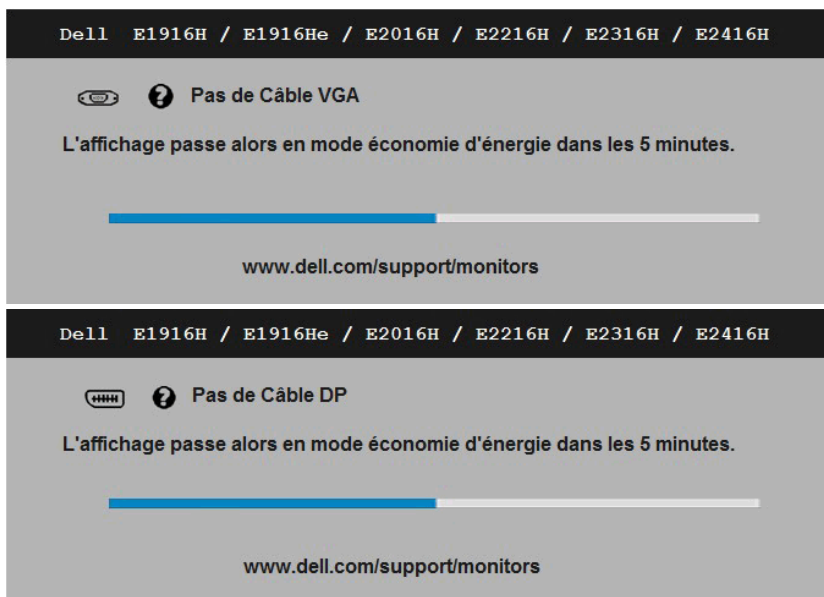 Dell E1916H / E1916He / E2016H / E2216H / E2316H / E2416H
Pas de Câble VGA
L'affichage passe alors en mode économie d'énergie dans les 5 minutes.
www.dell.com/support/monitors
Dell E1916H / E1916He / E2016H / E2216H / E2316H / E2416H
Pas de Câble DP
L'affichage passe alors en mode économie d'énergie dans les 5 minutes.
www.dell.com/support/monitors